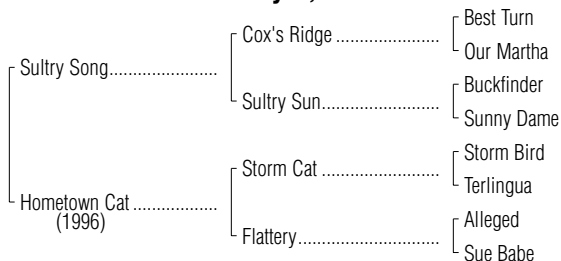 Best Turn
Cox's Ridge ....................
Our Martha
Sultry Song.....................
Buckfinder
Sultry Sun.............................
Sunny Dame
Storm Bird
Storm Cat ............................
Terlingua
Hometown Cat ................
(1996)
Alleged
Flattery................................
Sue Babe